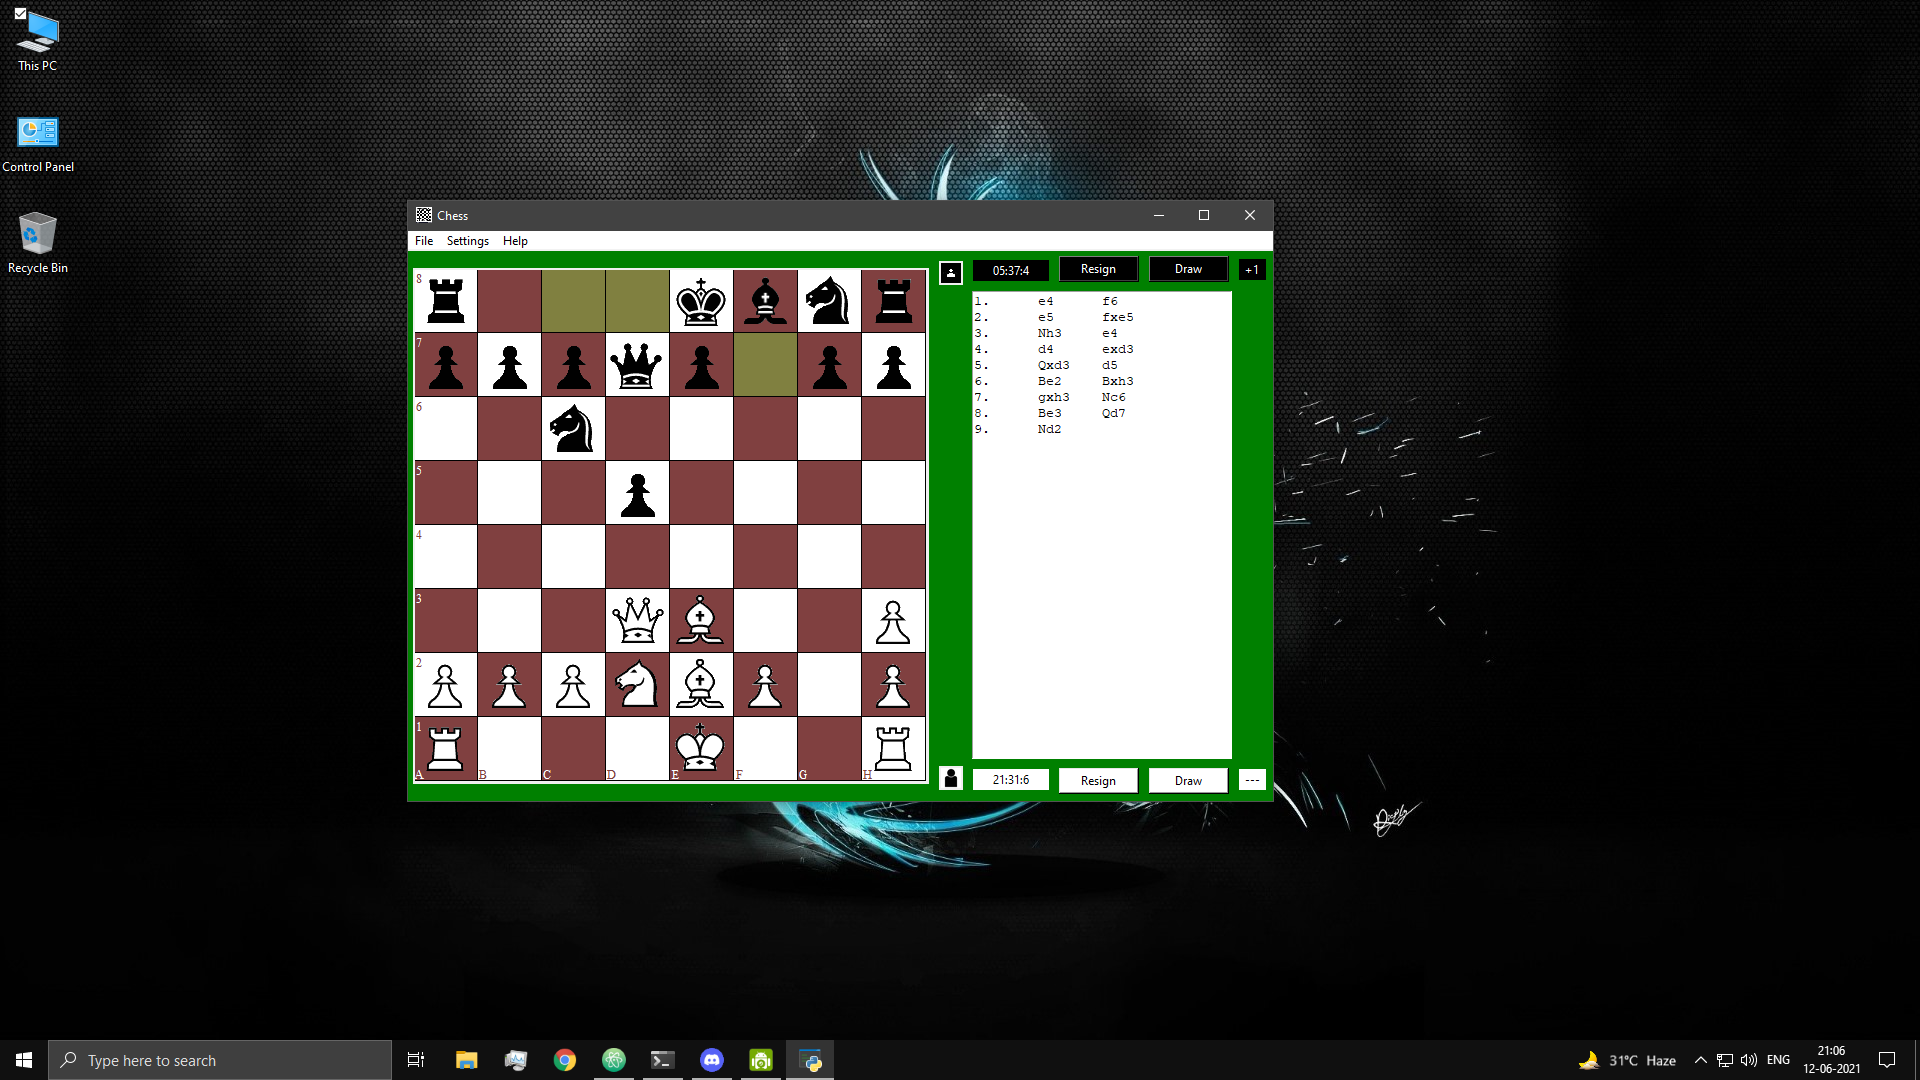 This PC
Control Panel
Recycle Bin
Chess
File Settings Help
05:37:4 Resign Draw +1
8
7
6
5
4
3
2
1
A B C D E F G H
1. e4 f6
2. e5 fxe5
3. Nh3 e4
4. d4 exd3
5. Qxd3 d5
6. Be2 Bxh3
7. gxh3 Nc6
8. Be3 Qd7
9. Nd2
21:31:6 Resign Draw ---
Type here to search
31°C Haze
ENG
21:06
12-06-2021